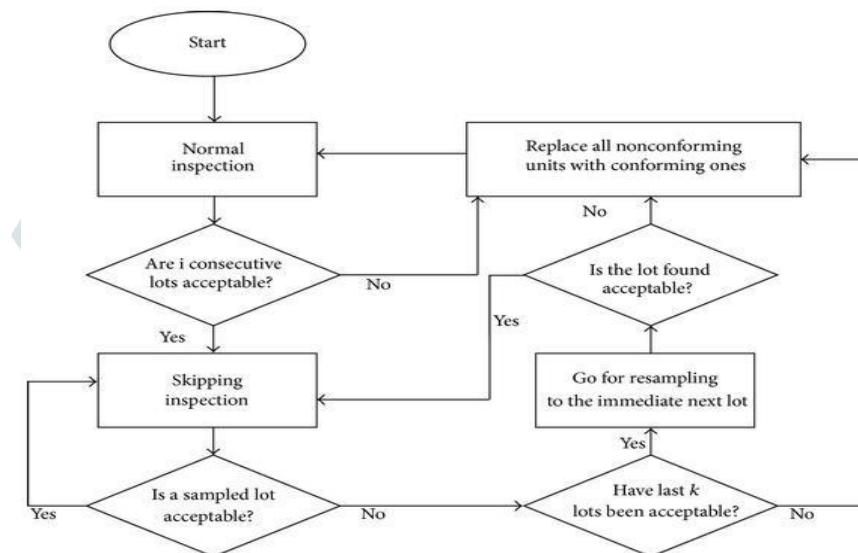 Start
Normal
inspection
Replace all nonconforming
units with conforming ones
No
Are i consecutive
lots acceptable?
No
Is the lot found
acceptable?
Yes
Yes
Skipping
inspection
Go for resampling
to the immediate next lot
Yes
Is a sampled lot
acceptable?
Yes
No
Have last k
lots been acceptable?
No